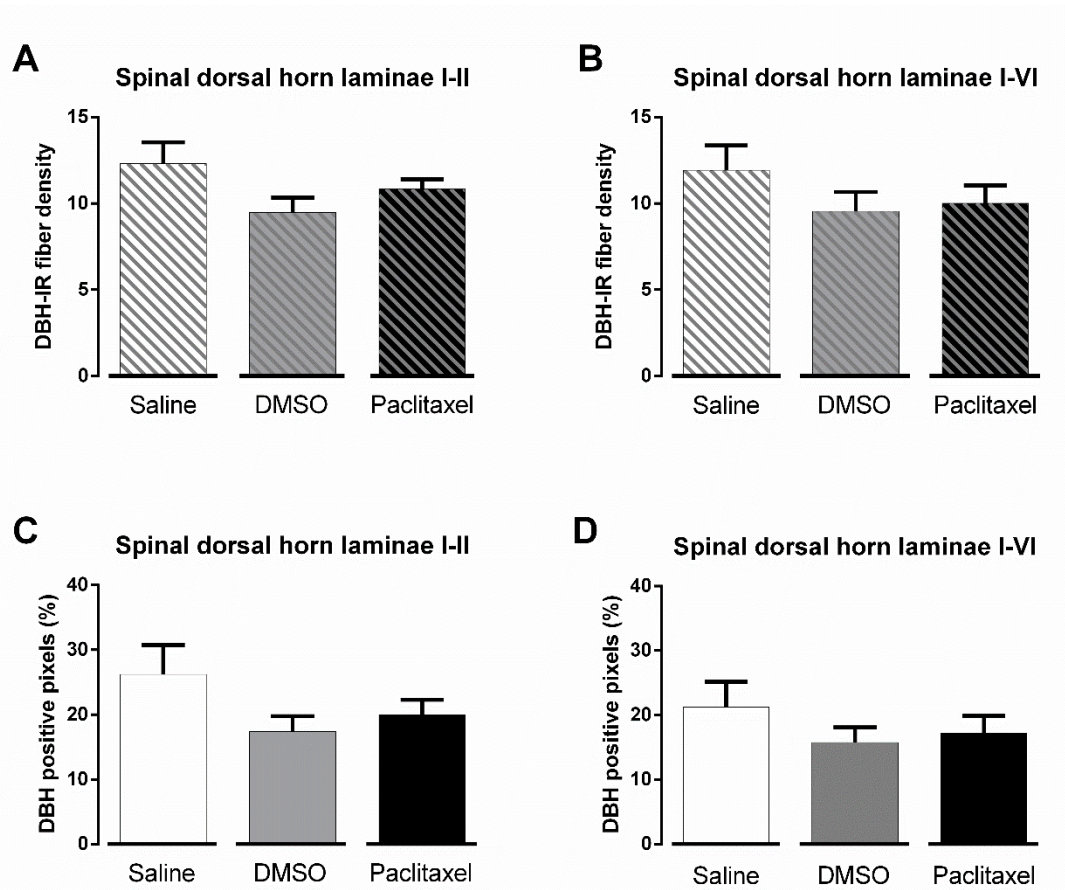 A
Spinal dorsal horn laminae I-II
DBH-IR fiber density
15
10
5
0
Saline DMSO Paclitaxel
B
Spinal dorsal horn laminae I-VI
DBH-IR fiber density
15
10
5
0
Saline DMSO Paclitaxel
C
Spinal dorsal horn laminae I-II
DBH positive pixels (%)
40
30
20
10
0
Saline DMSO Paclitaxel
D
Spinal dorsal horn laminae I-VI
DBH positive pixels (%)
40
30
20
10
0
Saline DMSO Paclitaxel